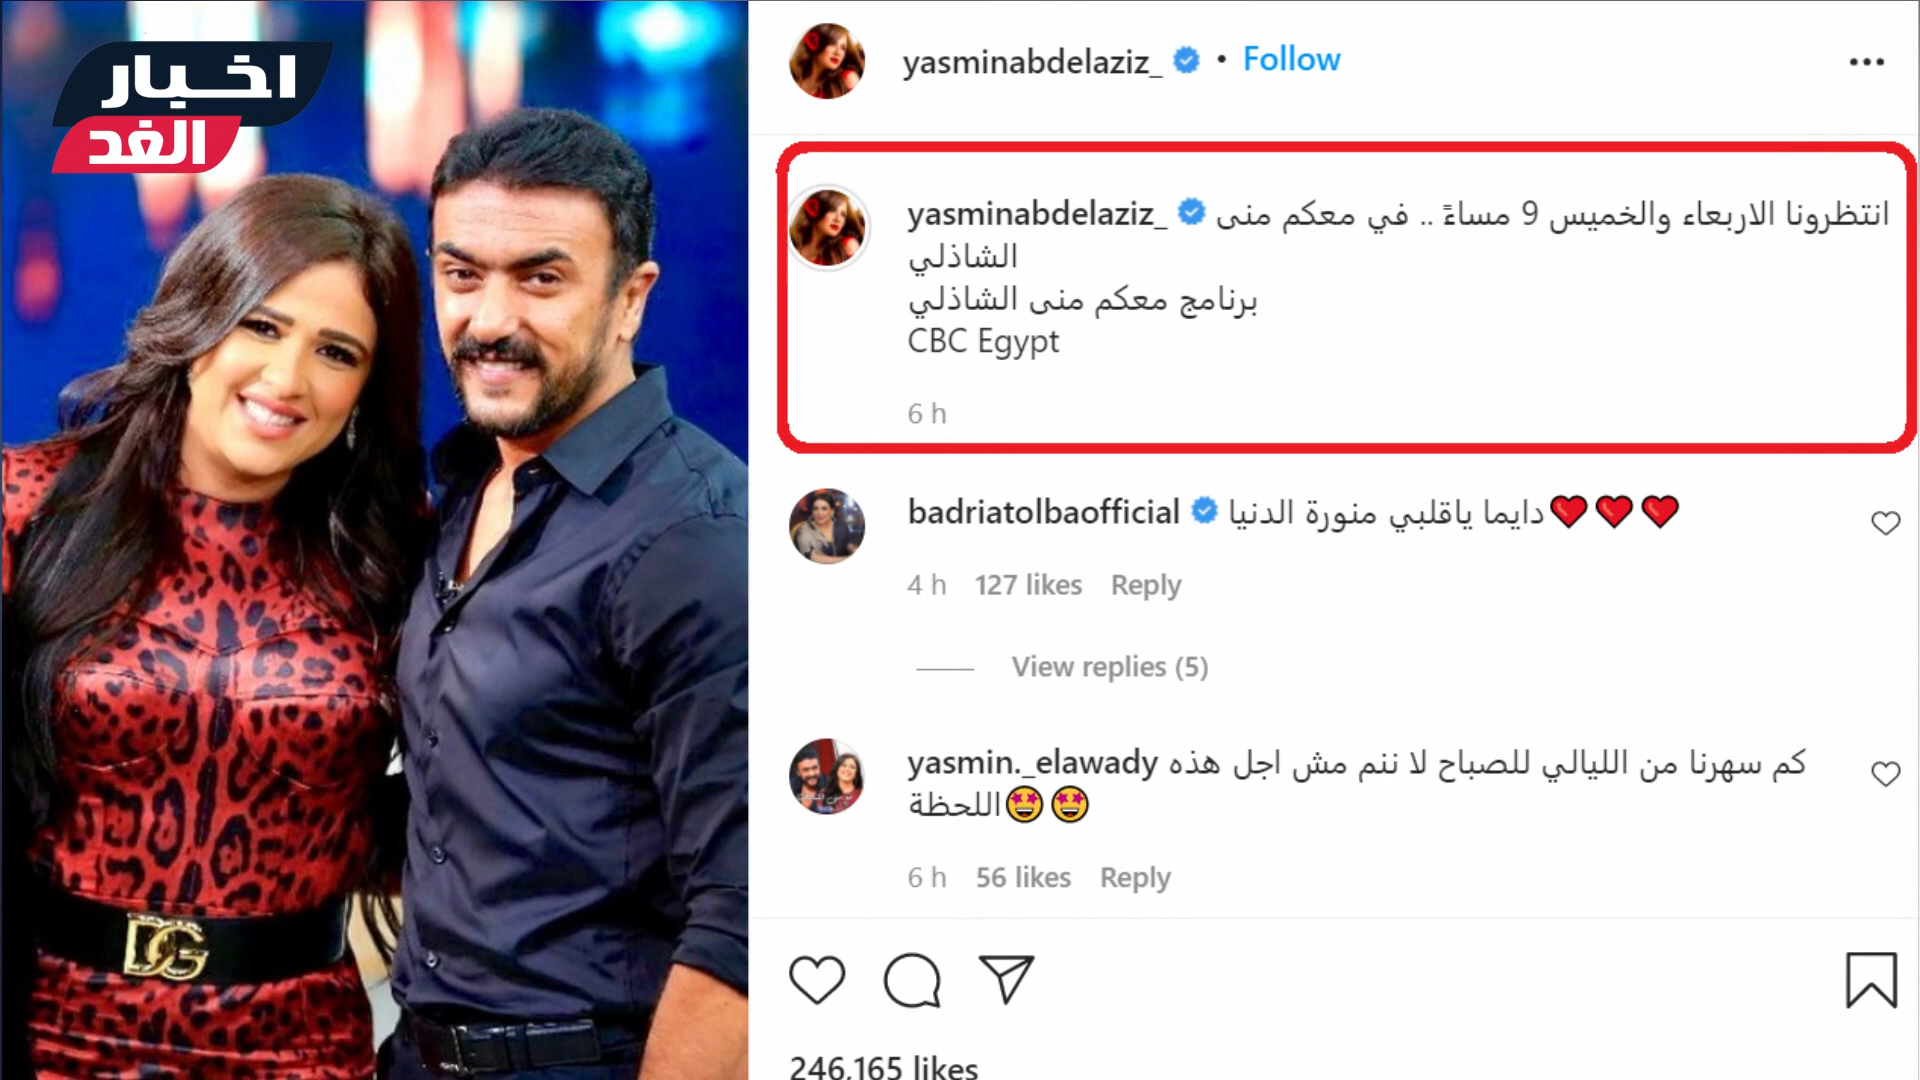 اخبار
الغد
yasminabdelaziz_ • Follow
yasminabdelaziz_ انتظرونا الاربعاء والخميس 9 مساءً .. في معكم منى
الشاذلي
برنامج معكم منى الشاذلي
CBC Egypt
6 h
badriatolbaofficial دايما ياقلبي منورة الدنيا❤️❤️❤️
4 h 127 likes Reply
View replies (5)
yasmin._elawady كم سهرنا من الليالي للصباح لا ننم مش اجل هذه
اللحظة🤩🤩
6 h 56 likes Reply
DG
246,165 likes